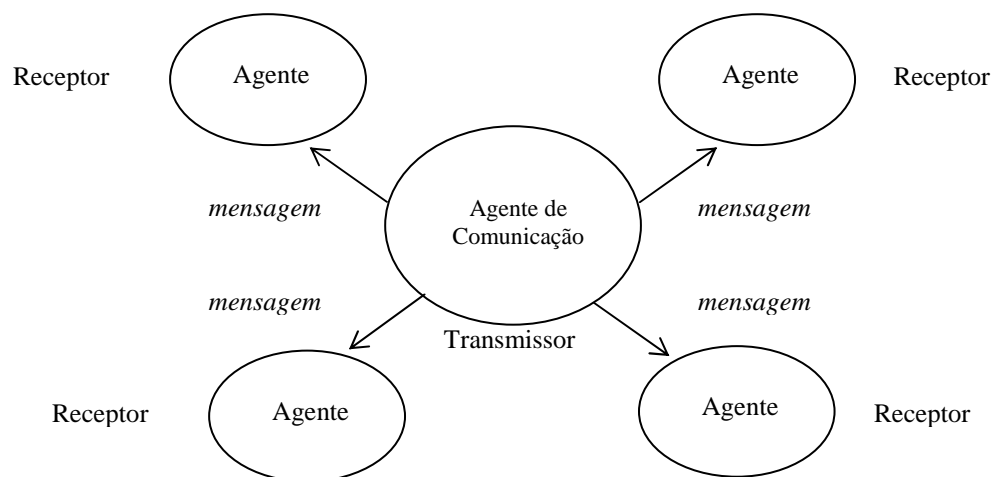 Receptor
Agente
Agente
Receptor
mensagem
Agente de
Comunicação
mensagem
mensagem
mensagem
Transmissor
Receptor
Agente
Agente
Receptor